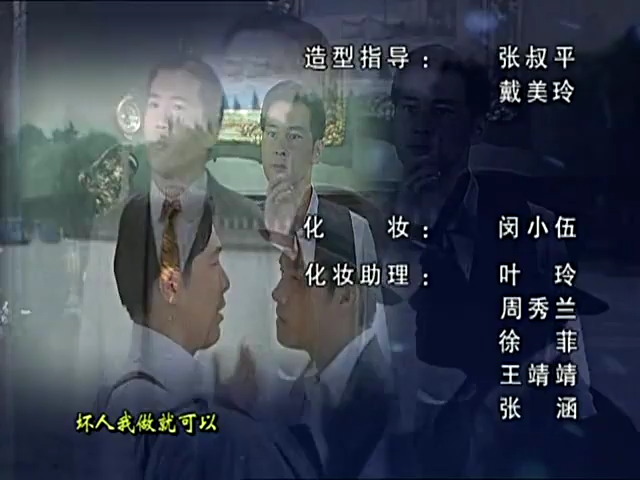 造型指导： 张叔平
戴美玲
化 妆： 闵小伍
化妆助理： 叶 玲
周秀兰
徐 菲
王靖靖
张 涵
坏人我做就可以